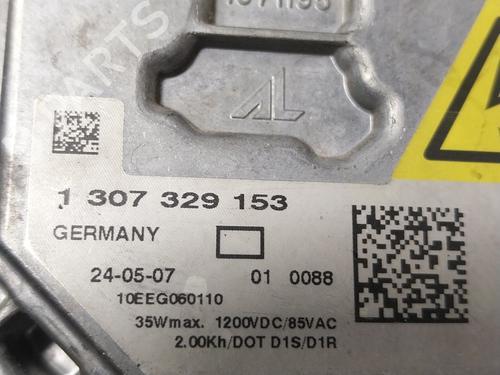 AL
1 307 329 153
GERMANY
24-05-07 01 0088
10EEG060110
35Wmax. 1200VDC/85VAC
2.00Kh/DOT D1S/D1R